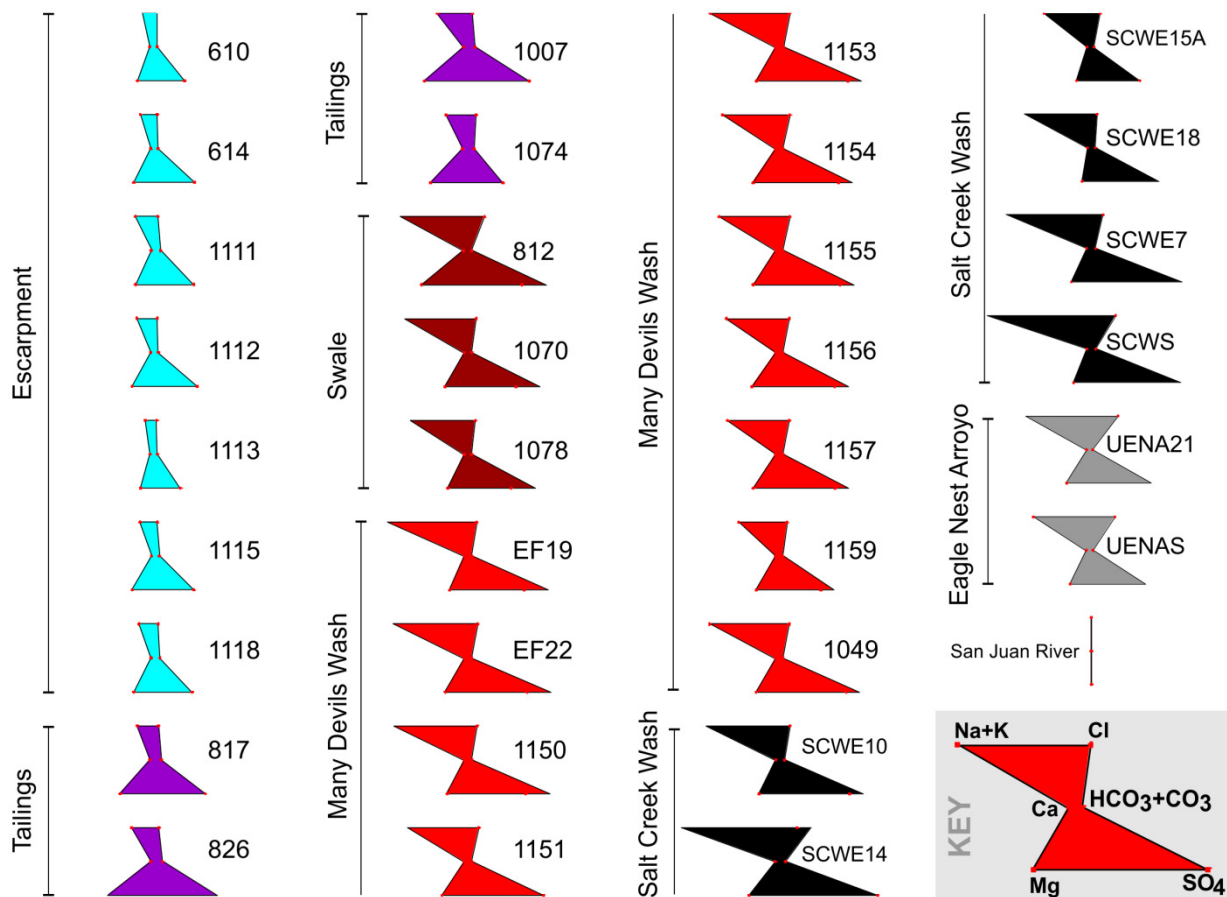 Escarpment
610
614
1111
1112
1113
1115
1118
Tailings
817
826
Tailings
1007
1074
Swale
812
1070
1078
Many Devils Wash
EF19
EF22
1150
1151
Many Devils Wash
1153
1154
1155
1156
1157
1159
1049
Salt Creek Wash
SCWE10
SCWE14
Salt Creek Wash
SCWE15A
SCWE18
SCWE7
SCWS
Eagle Nest Arroyo
UENA21
UENAS
San Juan River
KEY
Na+K Cl
Ca HCO₃+CO₃
Mg SO₄